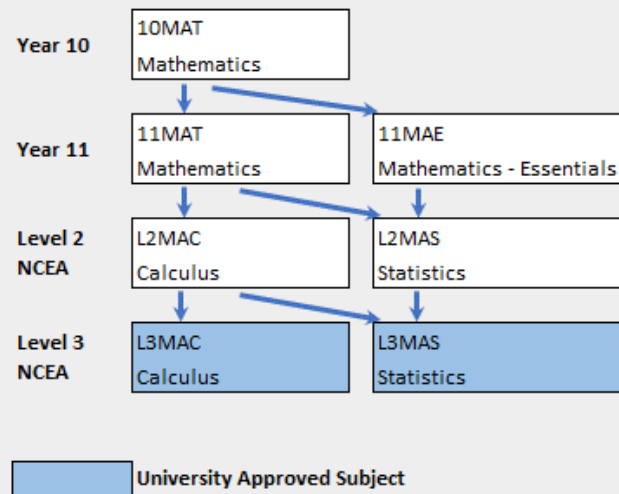 Year 10
10MAT
Mathematics
Year 11
11MAT
Mathematics
11MAE
Mathematics - Essentials
Level 2
NCEA
L2MAC
Calculus
L2MAS
Statistics
Level 3
NCEA
L3MAC
Calculus
L3MAS
Statistics
University Approved Subject